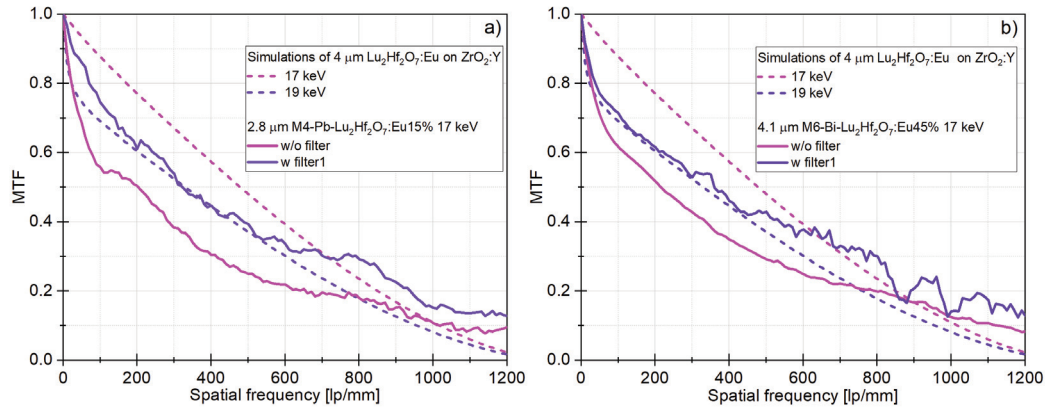 a)
Simulations of 4 μm Lu₂Hf₂O₇:Eu on ZrO₂:Y
17 keV
19 keV
2.8 μm M4-Pb-Lu₂Hf₂O₇:Eu15% 17 keV
w/o filter
w filter1
MTF
1.0
0.8
0.6
0.4
0.2
0.0
0 200 400 600 800 1000 1200
Spatial frequency [lp/mm]
b)
Simulations of 4 μm Lu₂Hf₂O₇:Eu on ZrO₂:Y
17 keV
19 keV
4.1 μm M6-Bi-Lu₂Hf₂O₇:Eu45% 17 keV
w/o filter
w filter1
MTF
1.0
0.8
0.6
0.4
0.2
0.0
0 200 400 600 800 1000 1200
Spatial frequency [lp/mm]